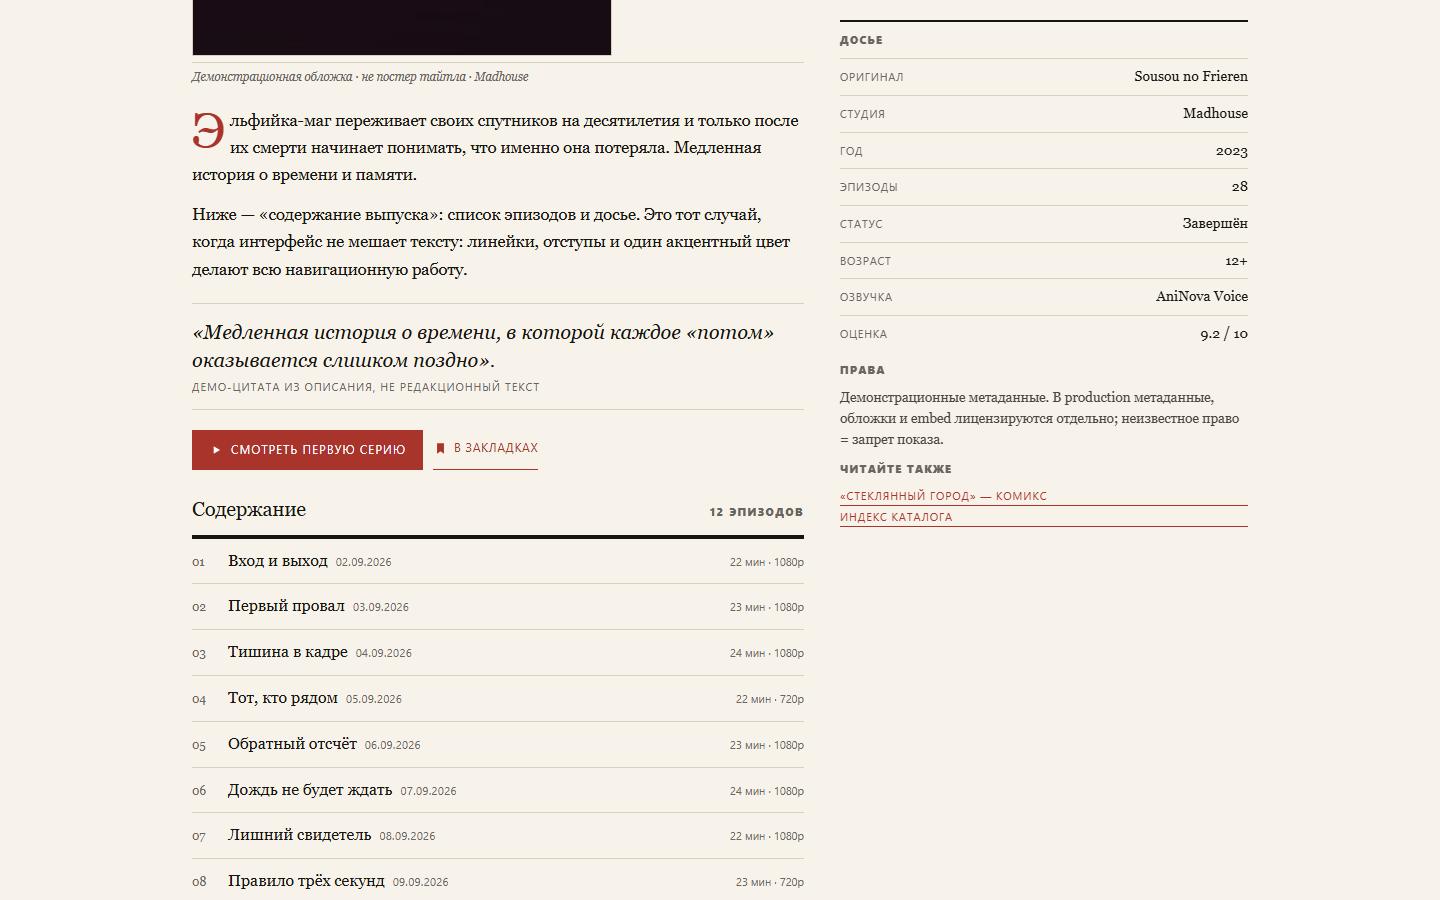 Демонстрационная обложка · не постер тайтла · Madhouse
Эльфийка-маг переживает своих спутников на десятилетия и только после
их смерти начинает понимать, что именно она потеряла. Медленная
история о времени и памяти.
Ниже — «содержание выпуска»: список эпизодов и досье. Это тот случай,
когда интерфейс не мешает тексту: линейки, отступы и один акцентный цвет
делают всю навигационную работу.
«Медленная история о времени, в которой каждое «потом»
оказывается слишком поздно».
ДЕМО-ЦИТАТА ИЗ ОПИСАНИЯ, НЕ РЕДАКЦИОННЫЙ ТЕКСТ
СМОТРЕТЬ ПЕРВУЮ СЕРИЮ В ЗАКЛАДКАХ
Содержание 12 ЭПИЗОДОВ
01 Вход и выход 02.09.2026 22 мин · 1080p
02 Первый провал 03.09.2026 23 мин · 1080p
03 Тишина в кадре 04.09.2026 24 мин · 1080p
04 Тот, кто рядом 05.09.2026 22 мин · 720p
05 Обратный отсчёт 06.09.2026 23 мин · 1080p
06 Дождь не будет ждать 07.09.2026 24 мин · 1080p
07 Лишний свидетель 08.09.2026 22 мин · 1080p
08 Правило трёх секунд 09.09.2026 23 мин · 720p
ДОСЬЕ
ОРИГИНАЛ Sousou no Frieren
СТУДИЯ Madhouse
ГОД 2023
ЭПИЗОДЫ 28
СТАТУС Завершён
ВОЗРАСТ 12+
ОЗВУЧКА AniNova Voice
ОЦЕНКА 9.2 / 10
ПРАВА
Демонстрационные метаданные. В production метаданные,
обложки и embed лицензируются отдельно; неизвестное право
= запрет показа.
ЧИТАЙТЕ ТАКЖЕ
«СТЕКЛЯННЫЙ ГОРОД» — КОМИКС
ИНДЕКС КАТАЛОГА